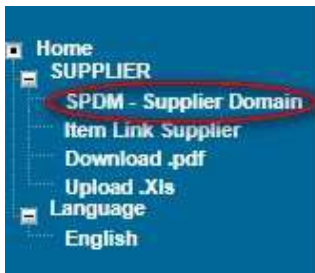 Home
SUPPLIER
SPDM - Supplier Domain
Item Link Supplier
Download .pdf
Upload .Xls
Language
English